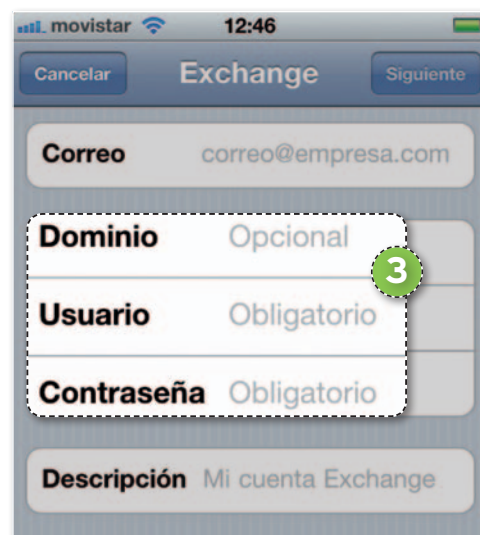 movistar 12:46
Cancelar Exchange Siguiente
Correo correo@empresa.com
Dominio Opcional
3
Usuario Obligatorio
Contraseña Obligatorio
Descripción Mi cuenta Exchange